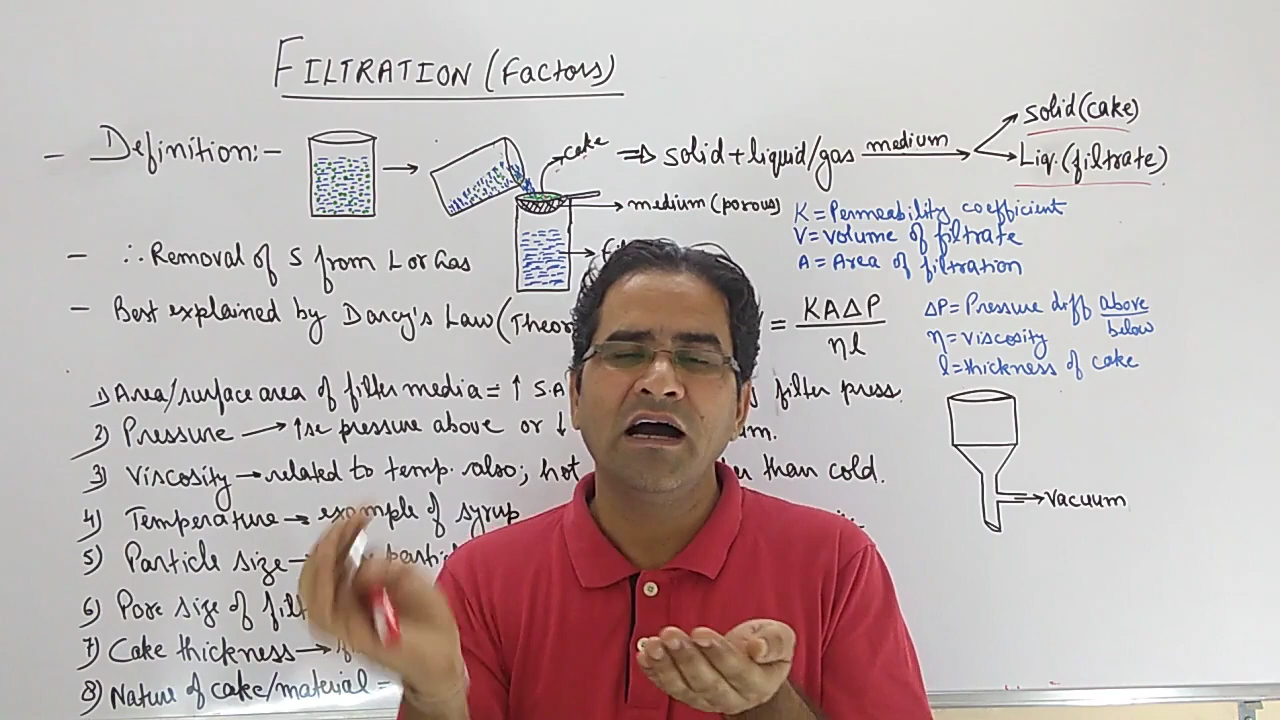 FILTRATION (Factors)
- Definition:-
cake
⇒ solid + liquid/gas medium → solid (cake)
Liq. (filtrate)
medium (porous)
K = Permeability coefficient
V = Volume of filtrate
A = Area of filtration
- ∴ Removal of S from L or Gas
- Best explained by Darcy's Law (
= KAΔP / ηl
ΔP = Pressure diff above/below
η = viscosity
l = thickness of cake
1) Area/surface area of filter media = ↑ S.A filter press.
2) Pressure → ↑se pressure above or ↓
3) Viscosity → related to temp. also; hot than cold.
4) Temperature → example of syrup
5) Particle size →
6) Pore size of
7) Cake thickness →
8) Nature of cake/material =
→ vacuum